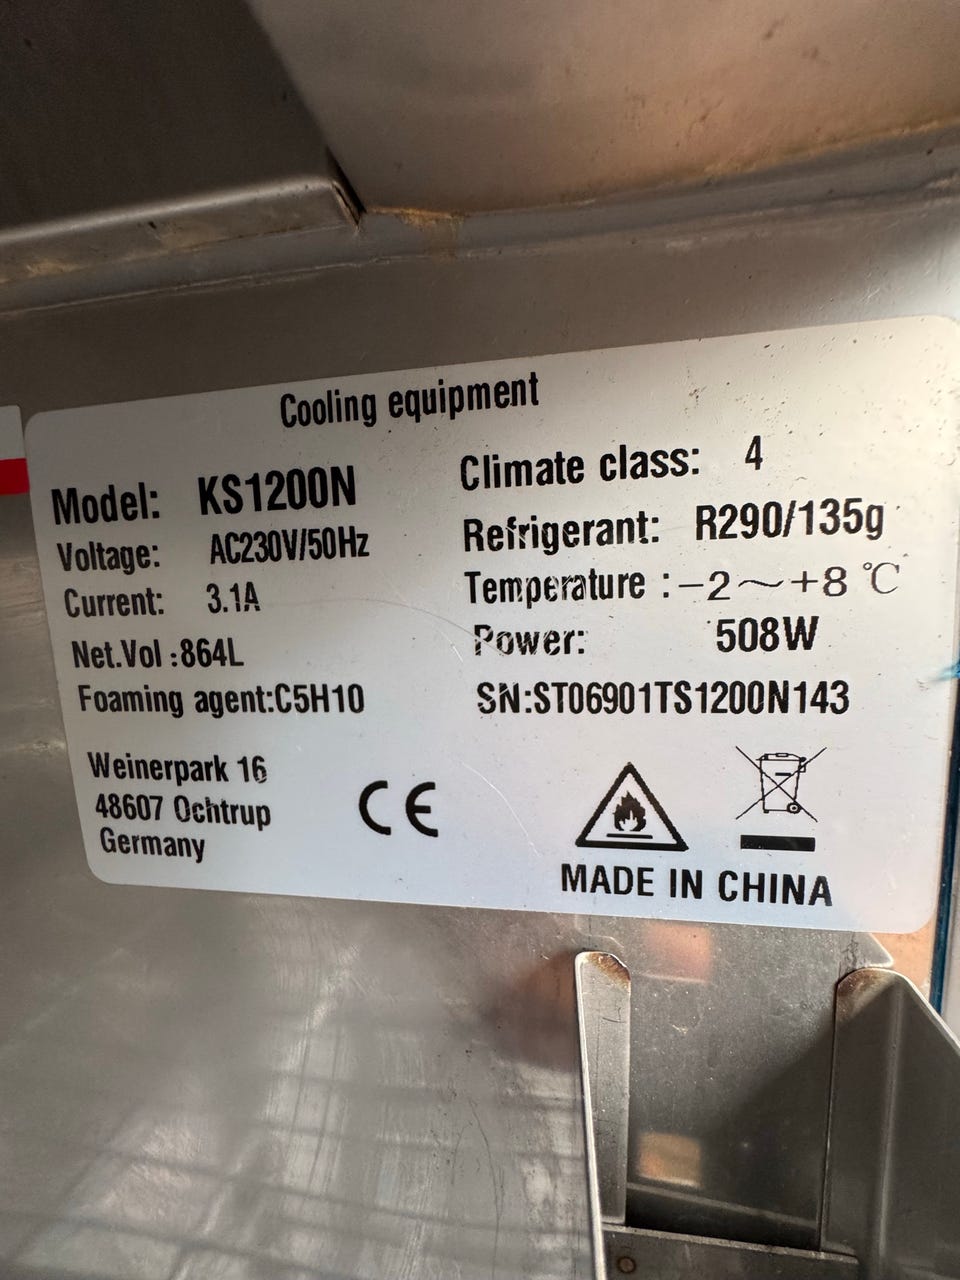 Cooling equipment
Model: KS1200N
Voltage: AC230V/50Hz
Current: 3.1A
Net.Vol :864L
Foaming agent:C5H10
Climate class: 4
Refrigerant: R290/135g
Temperature :−2～+8 ℃
Power: 508W
SN:ST06901TS1200N143
Weinerpark 16
48607 Ochtrup
Germany
CE
MADE IN CHINA